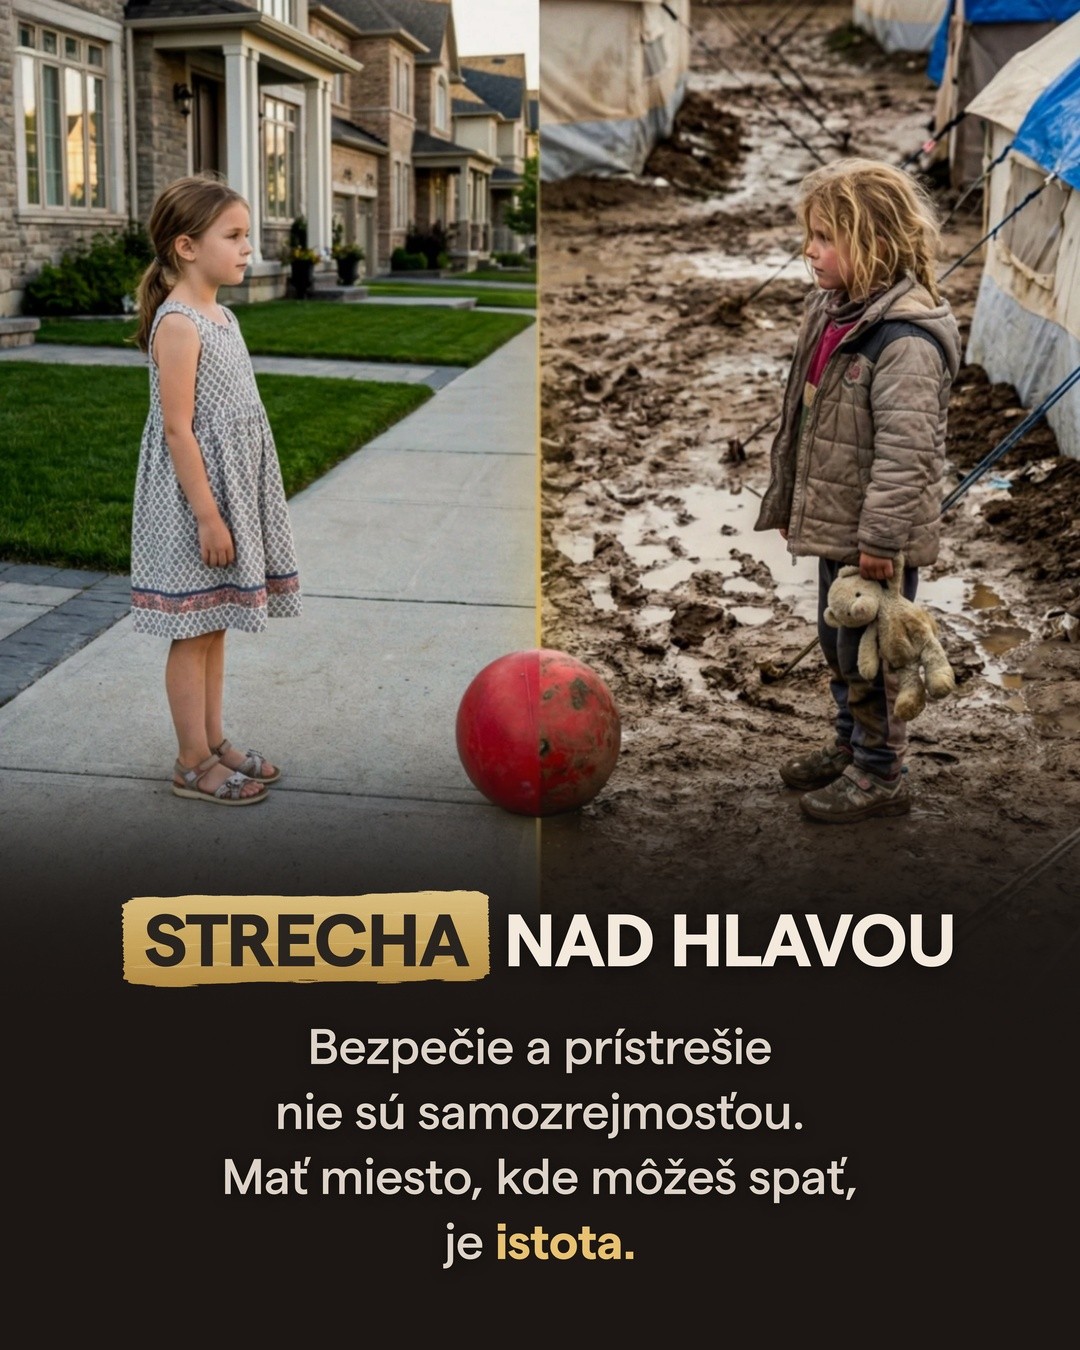 STRECHA NAD HLAVOU
Bezpečie a prístrešie
nie sú samozrejmosťou.
Mať miesto, kde môžeš spať,
je istota.